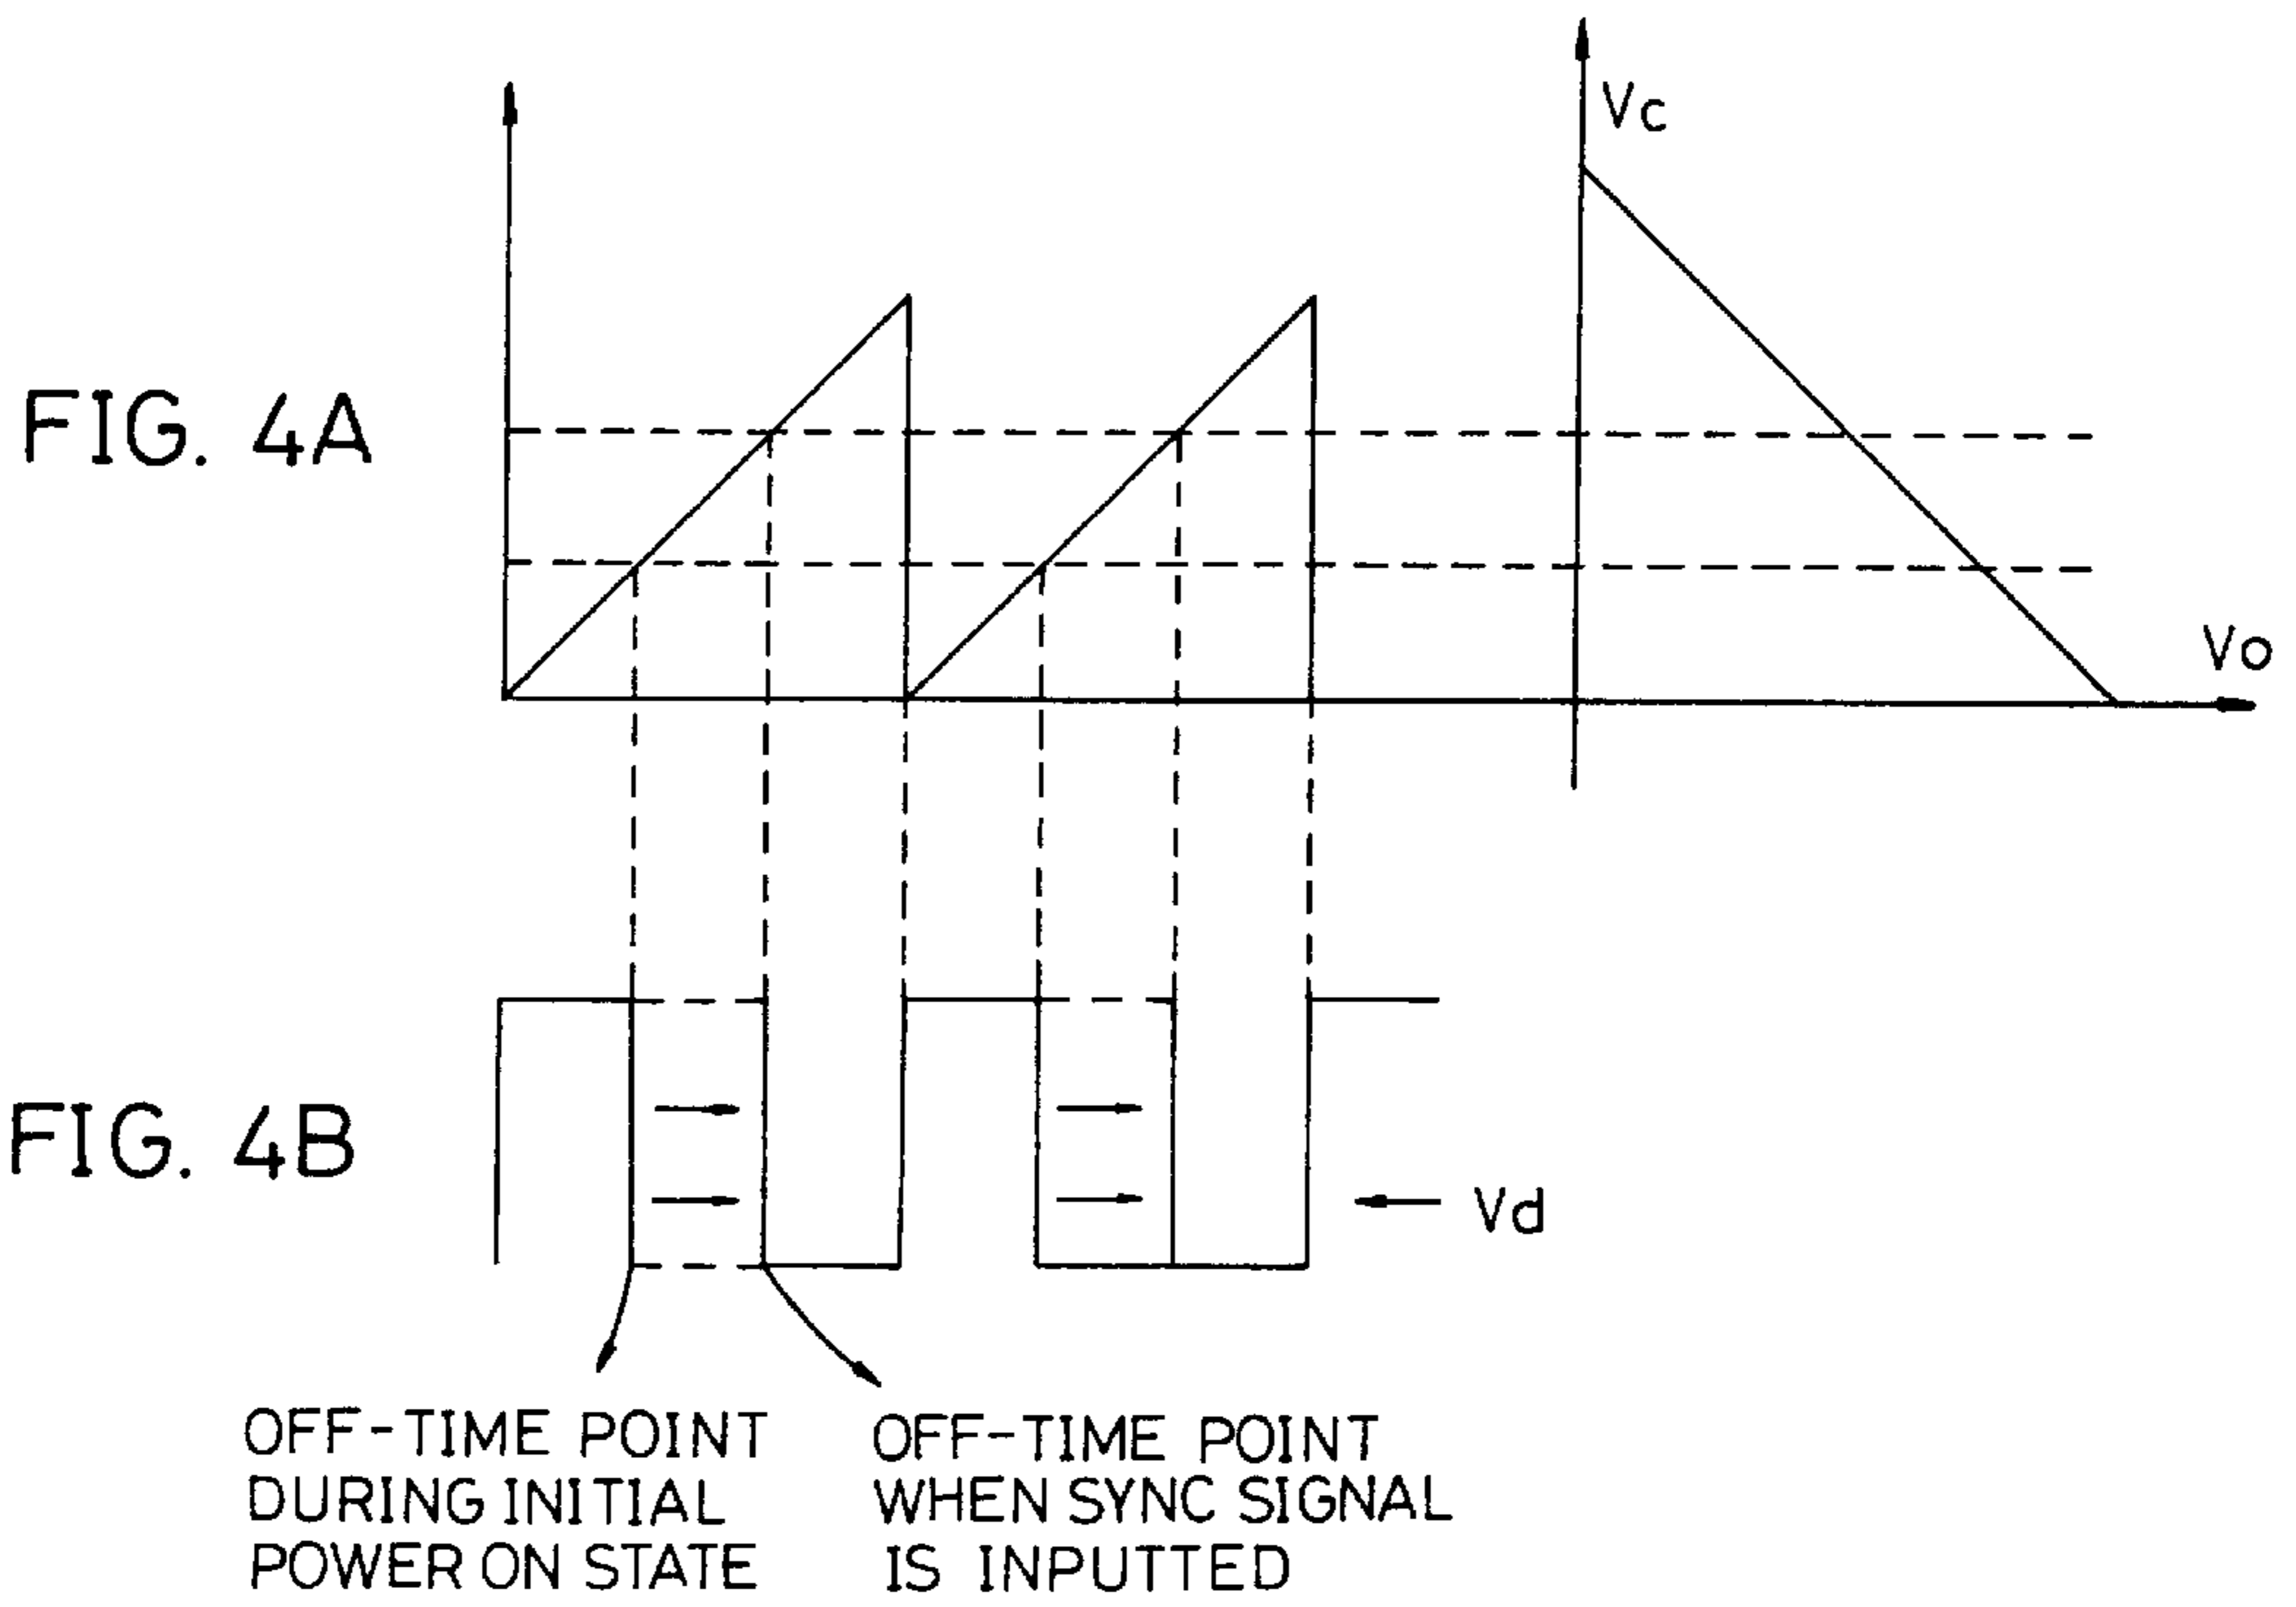 Vc
FIG. 4A
Vo
FIG. 4B
Vd
OFF-TIME POINT
DURING INITIAL
POWER ON STATE
OFF-TIME POINT
WHEN SYNC SIGNAL
IS INPUTTED